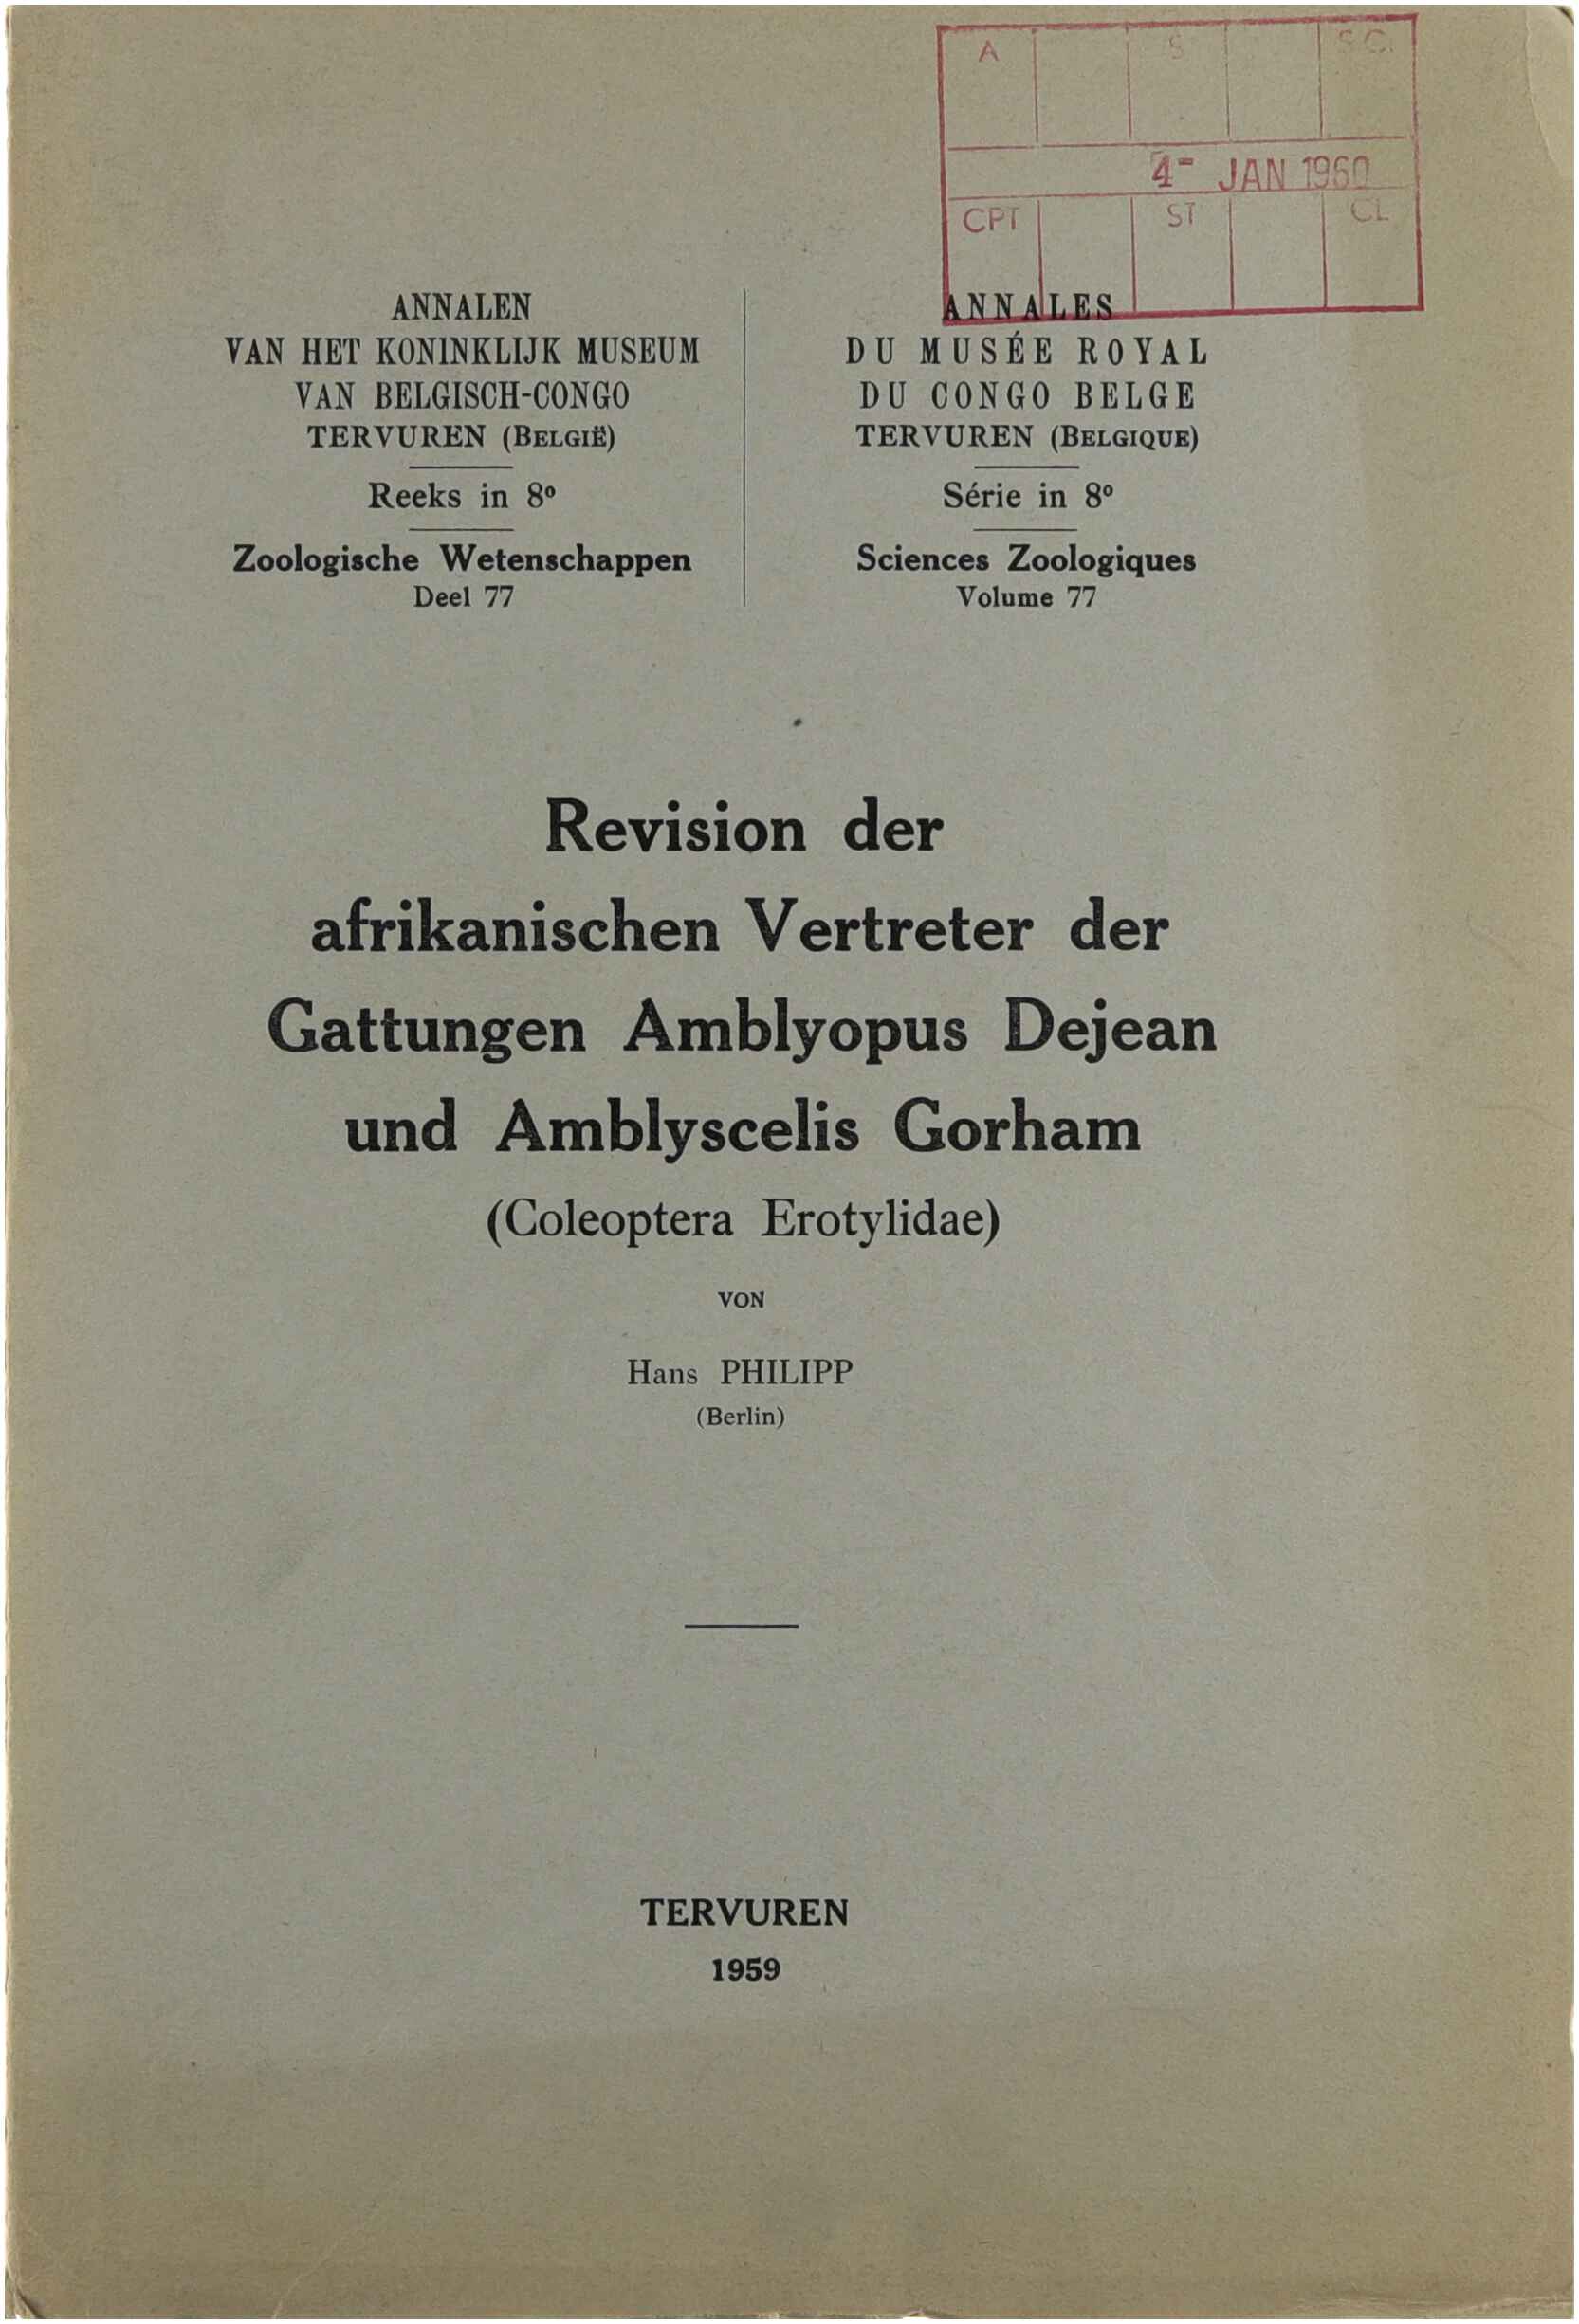 A S SC.
4- JAN 1960
CPT ST CL
ANNALEN
VAN HET KONINKLIJK MUSEUM
VAN BELGISCH-CONGO
TERVUREN (BELGIË)
Reeks in 8°
Zoologische Wetenschappen
Deel 77
ANNALES
DU MUSÉE ROYAL
DU CONGO BELGE
TERVUREN (BELGIQUE)
Série in 8°
Sciences Zoologiques
Volume 77
Revision der
afrikanischen Vertreter der
Gattungen Amblyopus Dejean
und Amblyscelis Gorham
(Coleoptera Erotylidae)
VON
Hans PHILIPP
(Berlin)
TERVUREN
1959